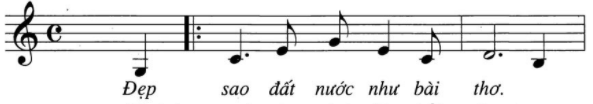 Đẹp sao đất nước như bài thơ.